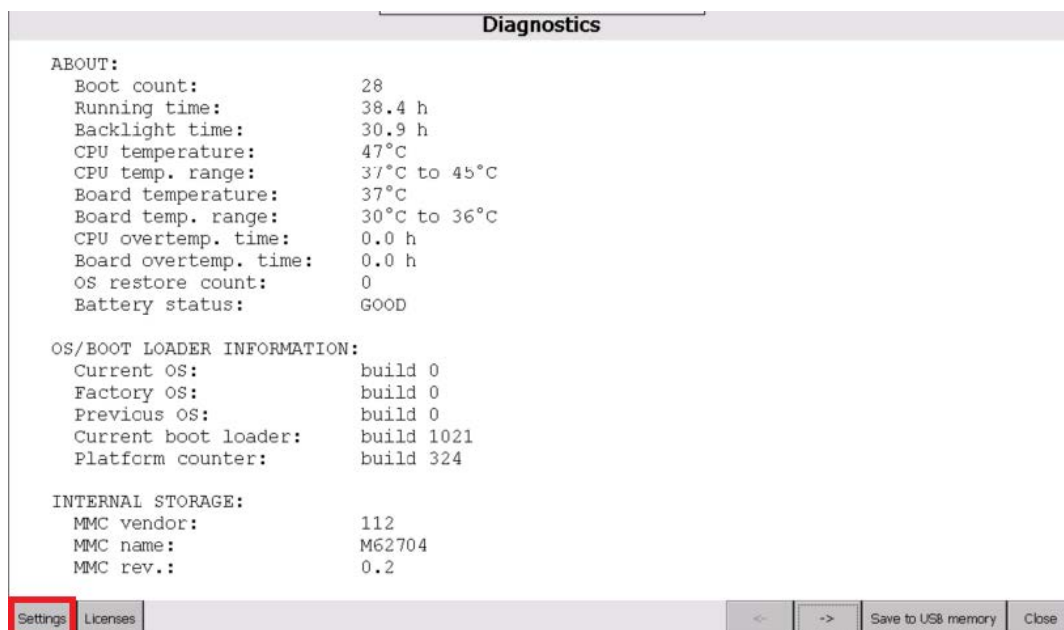 Diagnostics
ABOUT:
Boot count: 28
Running time: 38.4 h
Backlight time: 30.9 h
CPU temperature: 47°C
CPU temp. range: 37°C to 45°C
Board temperature: 37°C
Board temp. range: 30°C to 36°C
CPU overtemp. time: 0.0 h
Board overtemp. time: 0.0 h
OS restore count: 0
Battery status: GOOD
OS/BOOT LOADER INFORMATION:
Current OS: build 0
Factory OS: build 0
Previous OS: build 0
Current boot loader: build 1021
Platform counter: build 324
INTERNAL STORAGE:
MMC vendor: 112
MMC name: M62704
MMC rev.: 0.2
Settings Licenses <- -> Save to USB memory Close